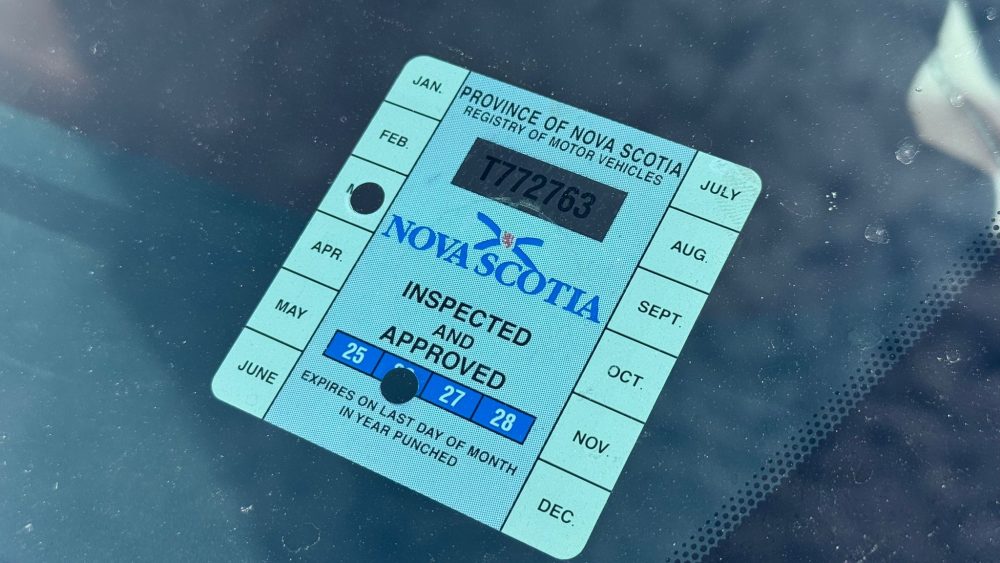 JAN.
FEB.
APR.
MAY
JUNE
PROVINCE OF NOVA SCOTIA
REGISTRY OF MOTOR VEHICLES
T772763
NOVA SCOTIA
INSPECTED
AND
APPROVED
25 27 28
EXPIRES ON LAST DAY OF MONTH
IN YEAR PUNCHED
JULY
AUG.
SEPT.
OCT.
NOV.
DEC.